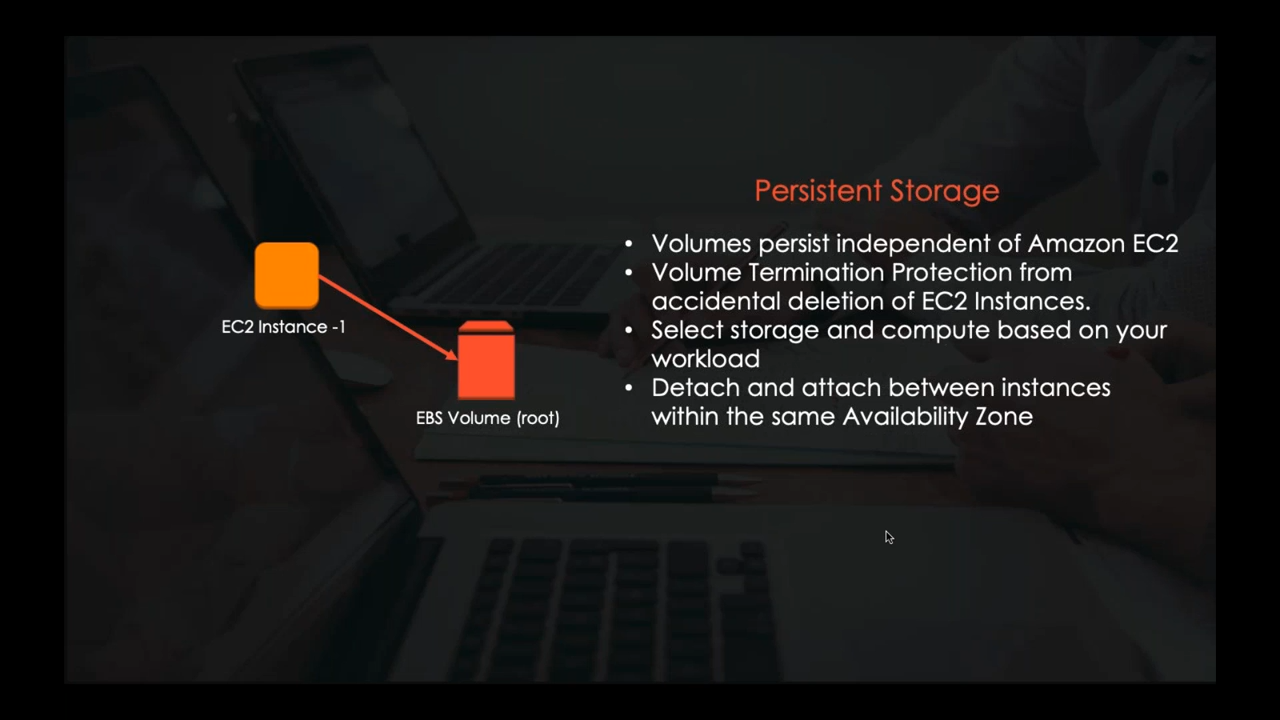 Persistent Storage
• Volumes persist independent of Amazon EC2
• Volume Termination Protection from
accidental deletion of EC2 Instances.
• Select storage and compute based on your
workload
• Detach and attach between instances
within the same Availability Zone
EC2 Instance -1
EBS Volume (root)